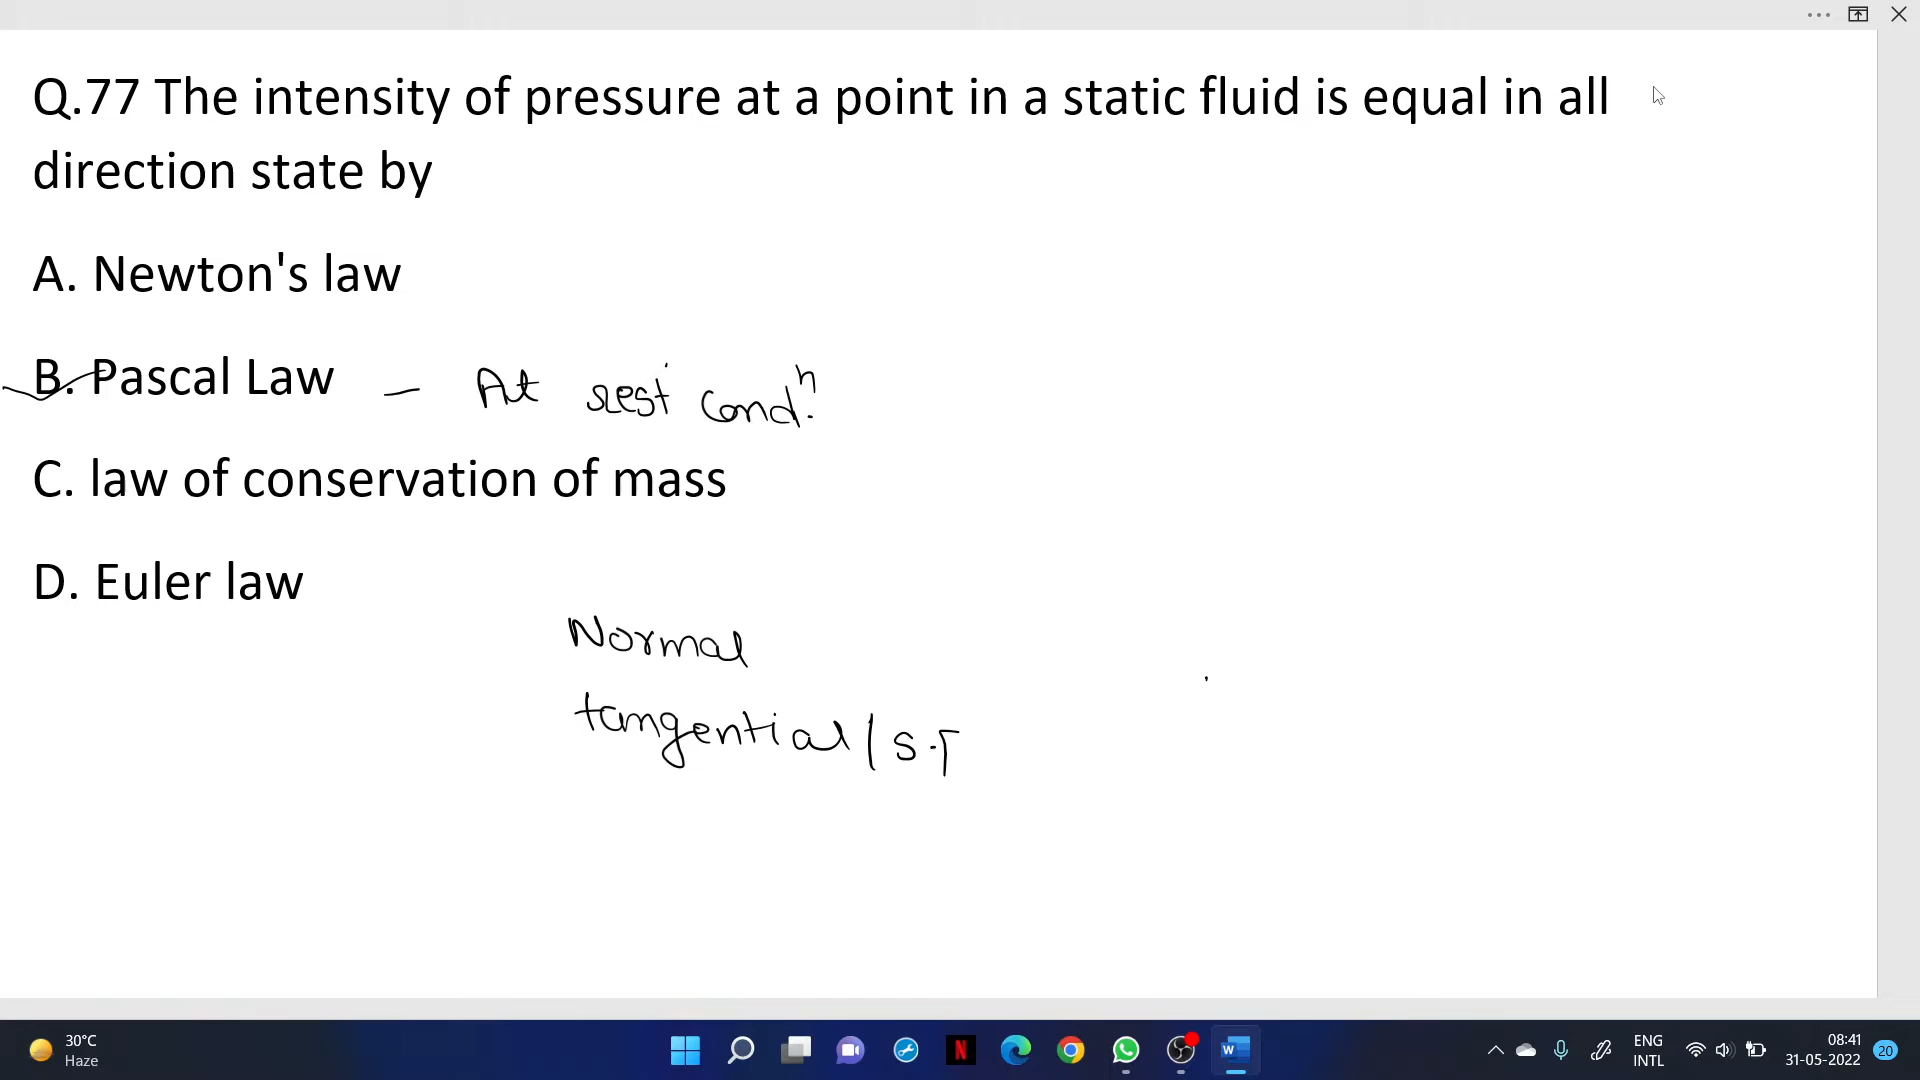 Q.77 The intensity of pressure at a point in a static fluid is equal in all
direction state by
A. Newton's law
B. Pascal Law – At rest condⁿ.
C. law of conservation of mass
D. Euler law
Normal
tangential / S.
30°C
Haze
ENG
INTL
08:41
31-05-2022
20